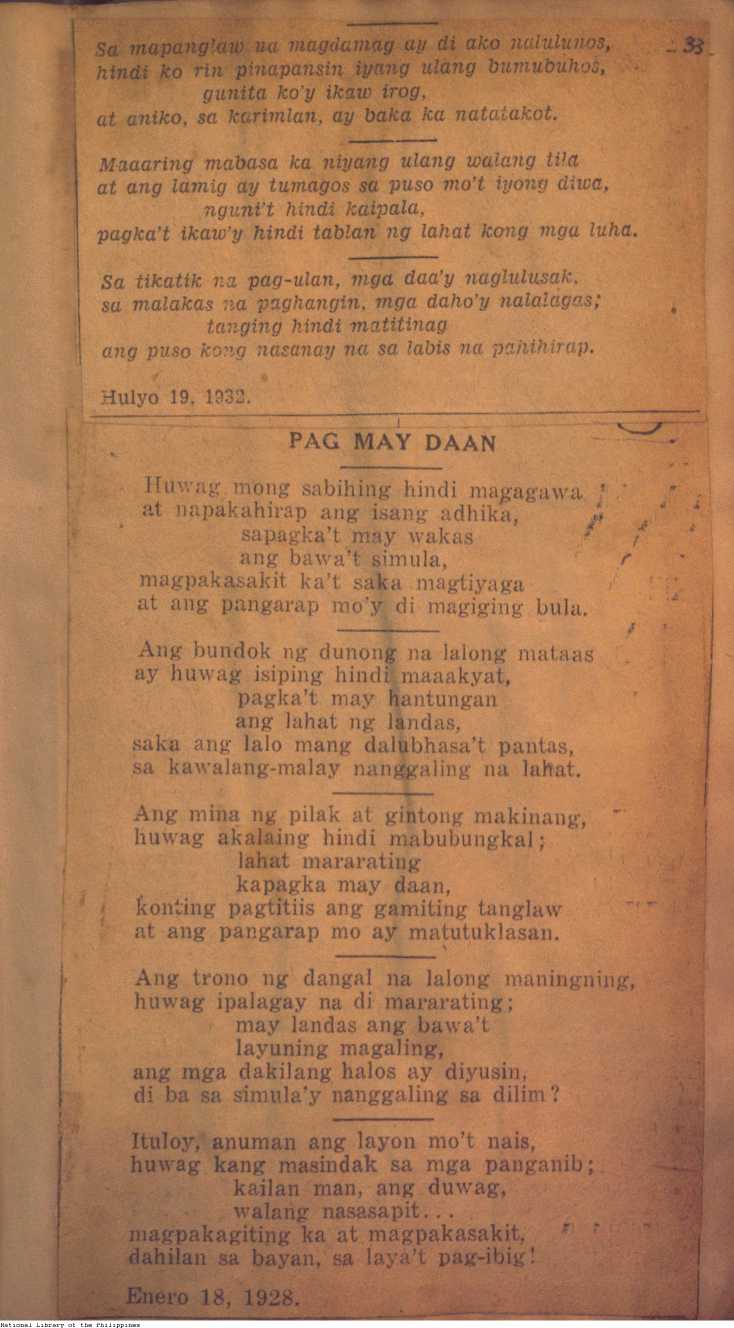 33
Sa mapanglaw na magdamag ay di ako nalulunos,
hindi ko rin pinapansin iyang ulang bumubuhos,
gunita ko'y ikaw irog,
at aniko, sa karimlan, ay baka ka natatakot.
Maaaring mabasa ka niyang ulang walang tila
at ang lamig ay tumagos sa puso mo't iyong diwa,
nguni't hindi kaipala,
pagka't ikaw'y hindi tablan ng lahat kong mga luha.
Sa tikatik na pag-ulan, mga daa'y naglulusak,
sa malakas na paghangin, mga daho'y nalalagas;
tanging hindi matitinag
ang puso kong nasanay na sa labis na pahihirap.
Hulyo 19, 1932.
PAG MAY DAAN
Huwag mong sabihing hindi magagawa
at napakahirap ang isang adhika,
sapagka't may wakas
ang bawa't simula,
magpakasakit ka't saka magtiyaga
at ang pangarap mo'y di magiging bula.
Ang bundok ng dunong na lalong mataas
ay huwag isiping hindi maaakyat,
pagka't may hantungan
ang lahat ng landas,
saka ang lalo mang dalubhasa't pantas,
sa kawalang-malay nanggaling na lahat.
Ang mina ng pilak at gintong makinang,
huwag akalaing hindi mabubungkal;
lahat mararating
kapagka may daan,
konting pagtitiis ang gamiting tanglaw
at ang pangarap mo ay matutuklasan.
Ang trono ng dangal na lalong maningning,
huwag ipalagay na di mararating;
may landas ang bawa't
layuning magaling,
ang mga dakilang halos ay diyusin,
di ba sa simula'y nanggaling sa dilim?
Ituloy, anuman ang layon mo't nais,
huwag kang masindak sa mga panganib;
kailan man, ang duwag,
walang nasasapit...
magpakagiting ka at magpakasakit,
dahilan sa bayan, sa laya't pag-ibig!
Enero 18, 1928.
National Library of the Philippines